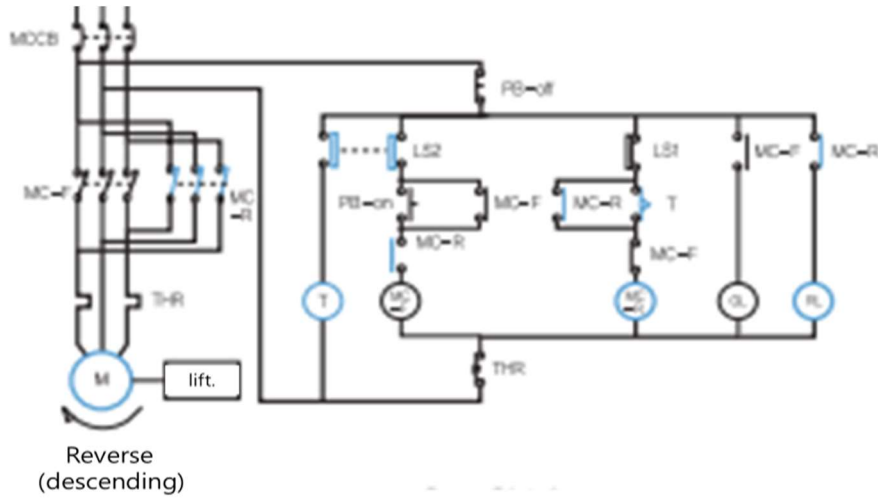 MCCB
PB-off
LS2
LS1
MC-F
MC-R
MC-F
MC
-R
PB-on
MC-F
MC-R
T
MC-R
MC-F
T
MC
-F
MC
-R
GL
RL
THR
THR
M
lift.
Reverse
(descending)